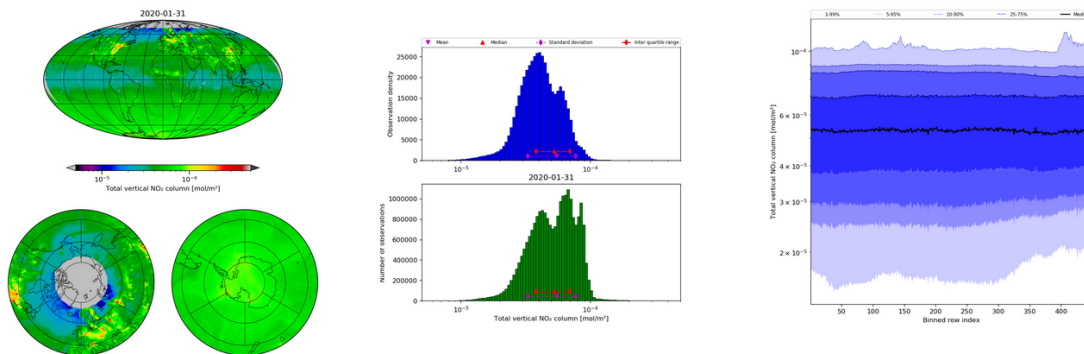 2020-01-31
10⁻⁵ 10⁻⁴
Total vertical NO₂ column [mol/m²]
Mean Median Standard deviation Inter quartile range
Observation density
25000
20000
15000
10000
5000
0
10⁻⁵ 10⁻⁴
2020-01-31
Number of observations
1000000
800000
600000
400000
200000
0
10⁻⁵ 10⁻⁴
Total vertical NO₂ column [mol/m²]
1-99% 5-95% 10-90% 25-75%
Total vertical NO₂ column [mol/m²]
10⁻⁴
6 × 10⁻⁵
4 × 10⁻⁵
3 × 10⁻⁵
2 × 10⁻⁵
50 100 150 200 250 300 350 400
Binned row index